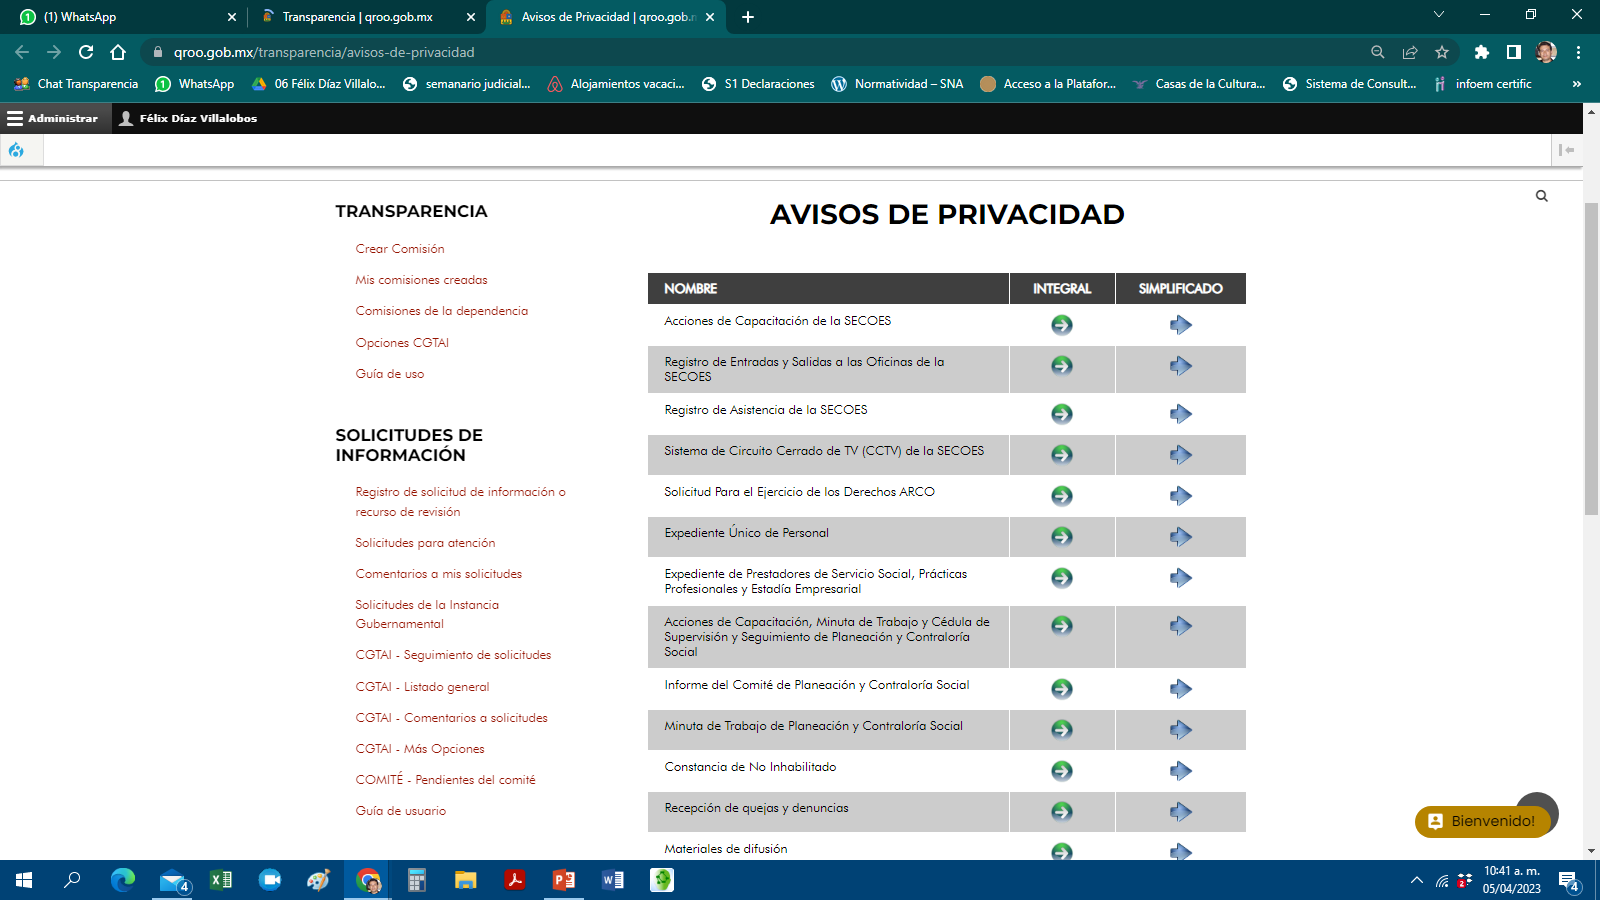 (1) WhatsApp
Transparencia | qroo.gob.mx
Avisos de Privacidad | qroo.gob.n
qroo.gob.mx/transparencia/avisos-de-privacidad
Chat Transparencia
WhatsApp
06 Félix Díaz Villalo...
semanario judicial...
Alojamientos vacaci...
S1 Declaraciones
Normatividad – SNA
Acceso a la Platafor...
Casas de la Cultura...
Sistema de Consult...
infoem certific
»
Administrar
Félix Díaz Villalobos
TRANSPARENCIA
Crear Comisión
Mis comisiones creadas
Comisiones de la dependencia
Opciones CGTAI
Guía de uso
SOLICITUDES DE
INFORMACIÓN
Registro de solicitud de información o
recurso de revisión
Solicitudes para atención
Comentarios a mis solicitudes
Solicitudes de la Instancia
Gubernamental
CGTAI - Seguimiento de solicitudes
CGTAI - Listado general
CGTAI - Comentarios a solicitudes
CGTAI - Más Opciones
COMITÉ - Pendientes del comité
Guía de usuario
AVISOS DE PRIVACIDAD
NOMBRE INTEGRAL SIMPLIFICADO
Acciones de Capacitación de la SECOES
Registro de Entradas y Salidas a las Oficinas de la
SECOES
Registro de Asistencia de la SECOES
Sistema de Circuito Cerrado de TV (CCTV) de la SECOES
Solicitud Para el Ejercicio de los Derechos ARCO
Expediente Único de Personal
Expediente de Prestadores de Servicio Social, Prácticas
Profesionales y Estadía Empresarial
Acciones de Capacitación, Minuta de Trabajo y Cédula de
Supervisión y Seguimiento de Planeación y Contraloría
Social
Informe del Comité de Planeación y Contraloría Social
Minuta de Trabajo de Planeación y Contraloría Social
Constancia de No Inhabilitado
Recepción de quejas y denuncias
Materiales de difusión
Bienvenido!
4
2
10:41 a. m.
05/04/2023
4